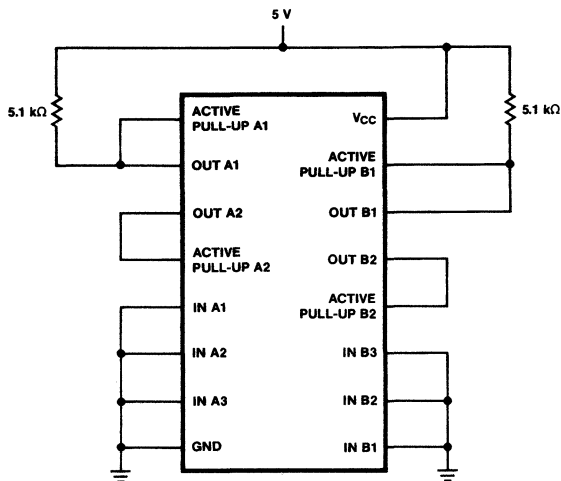 5 V
5.1 kΩ
5.1 kΩ
ACTIVE
PULL-UP A1
OUT A1
OUT A2
ACTIVE
PULL-UP A2
IN A1
IN A2
IN A3
GND
VCC
ACTIVE
PULL-UP B1
OUT B1
OUT B2
ACTIVE
PULL-UP B2
IN B3
IN B2
IN B1